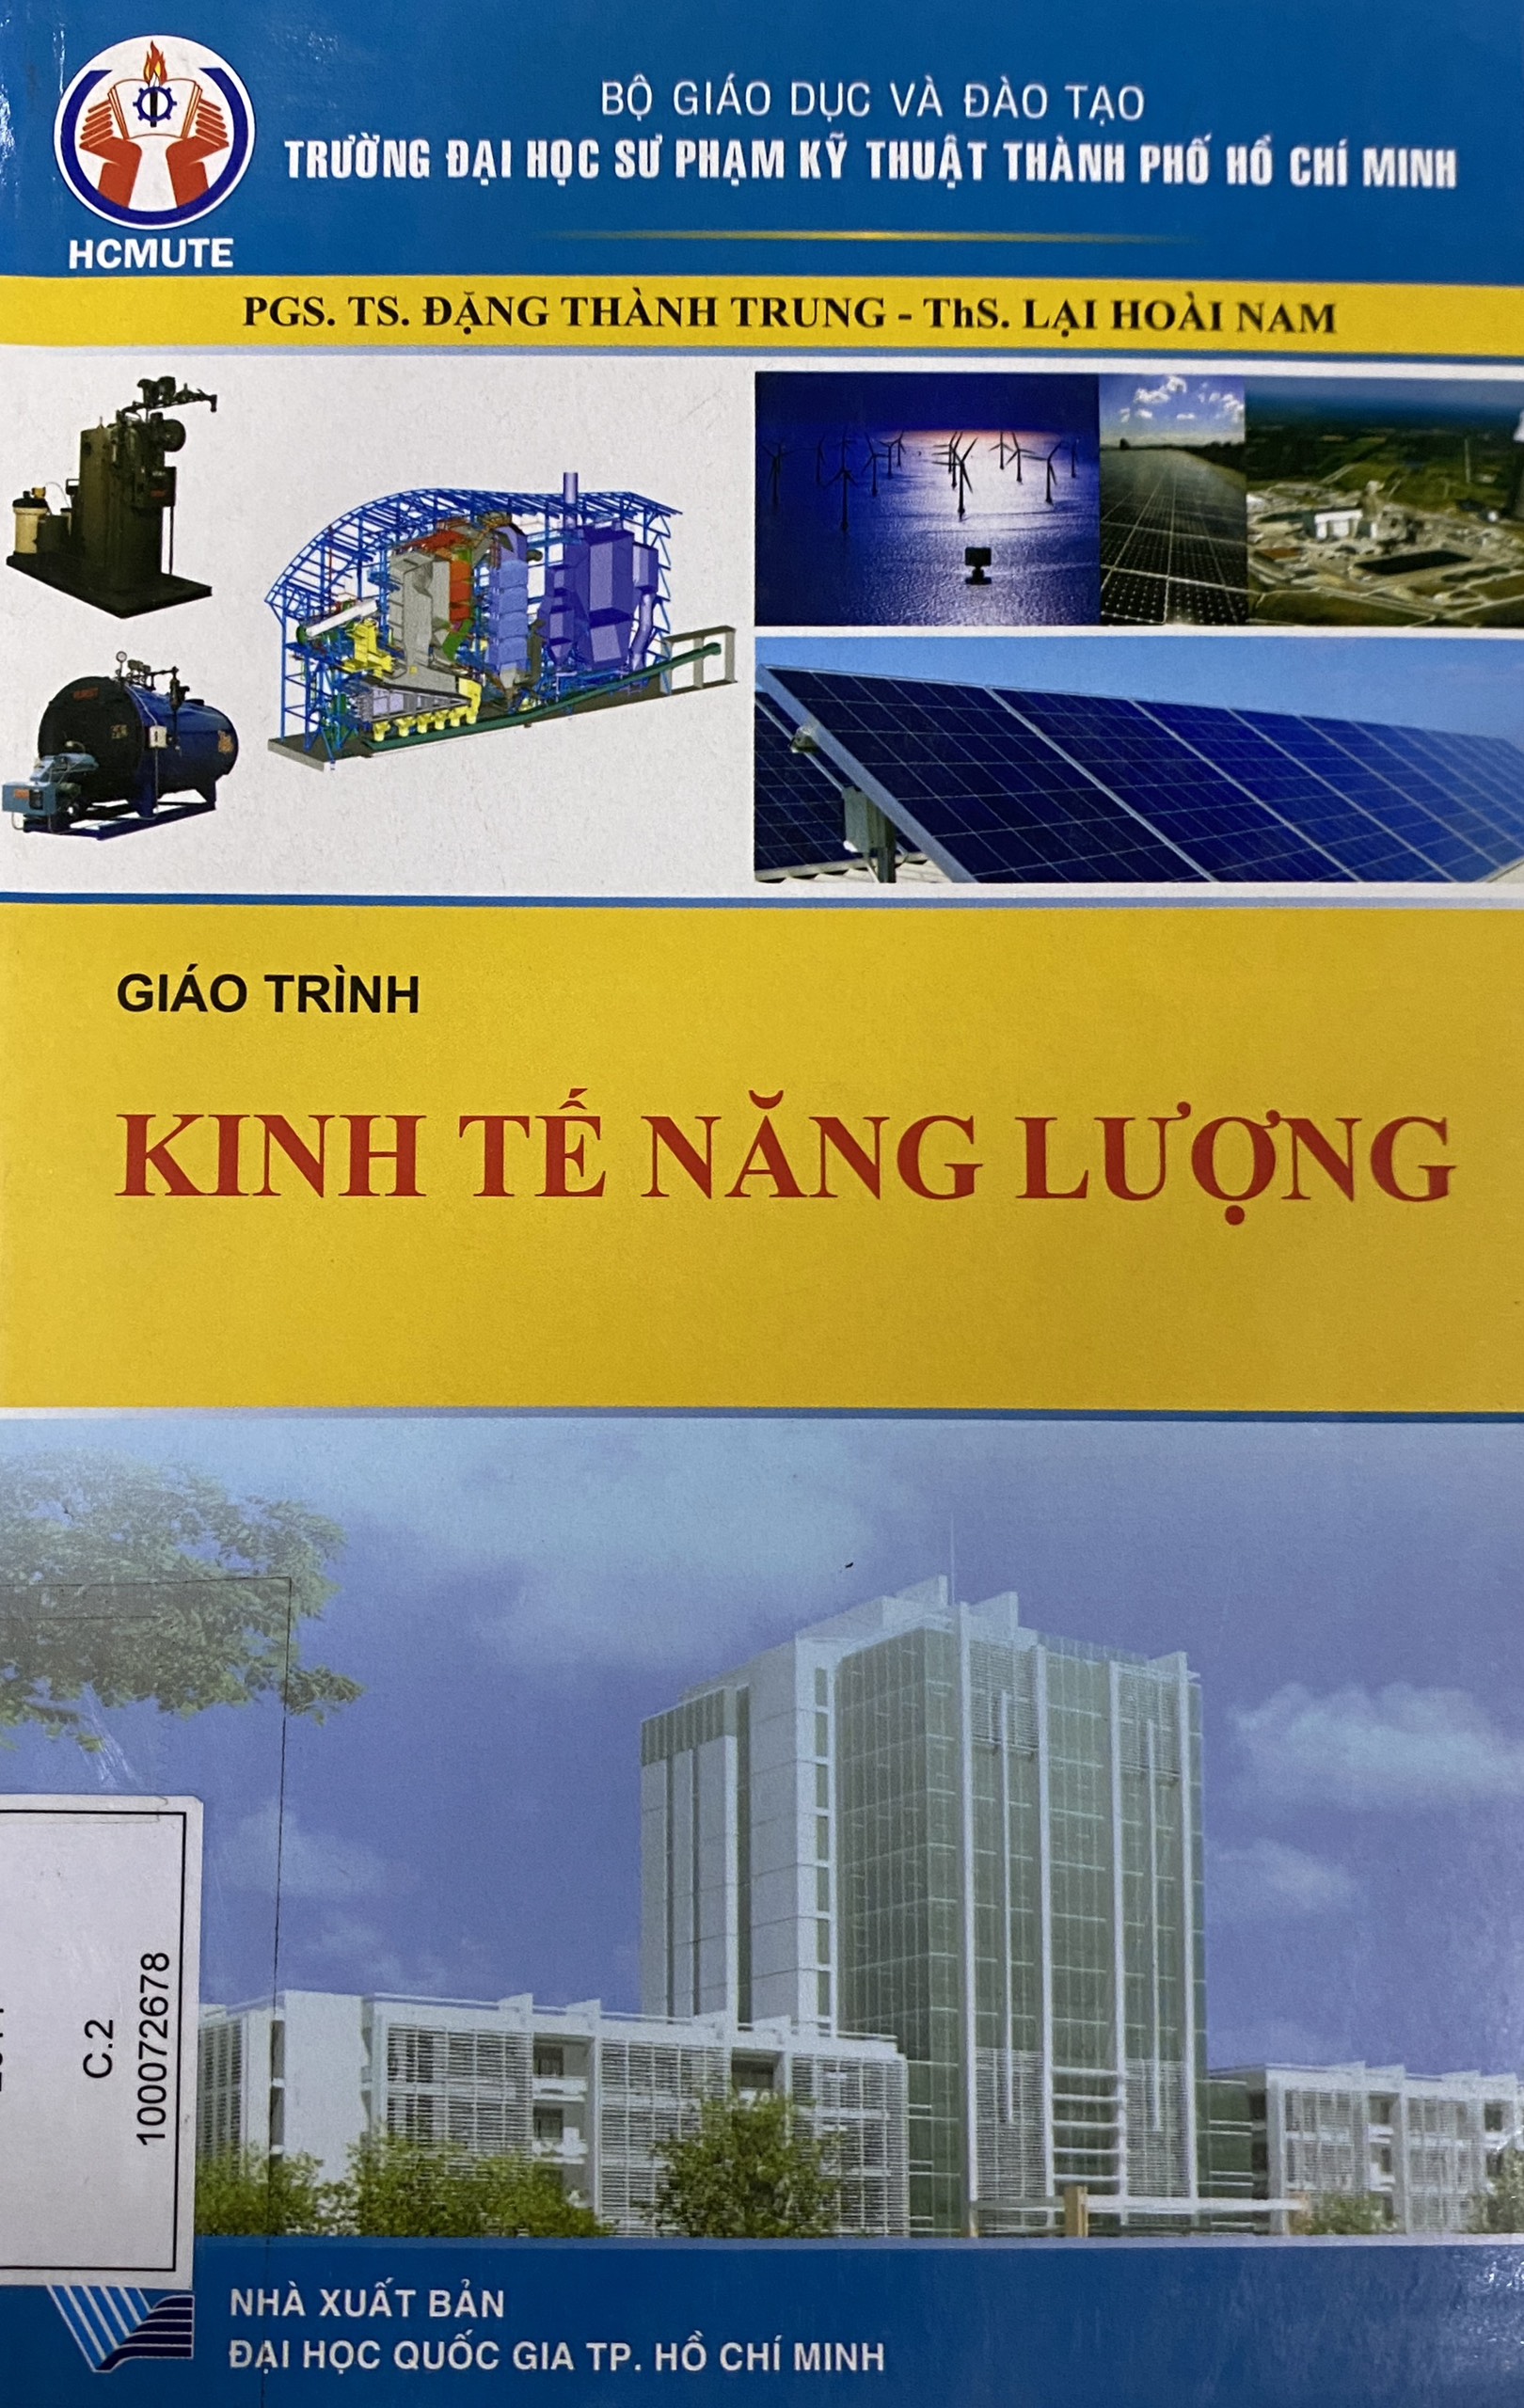 BỘ GIÁO DỤC VÀ ĐÀO TẠO
TRƯỜNG ĐẠI HỌC SƯ PHẠM KỸ THUẬT THÀNH PHỐ HỒ CHÍ MINH
HCMUTE
PGS. TS. ĐẶNG THÀNH TRUNG - ThS. LẠI HOÀI NAM
GIÁO TRÌNH
KINH TẾ NĂNG LƯỢNG
C.2
100072678
NHÀ XUẤT BẢN
ĐẠI HỌC QUỐC GIA TP. HỒ CHÍ MINH